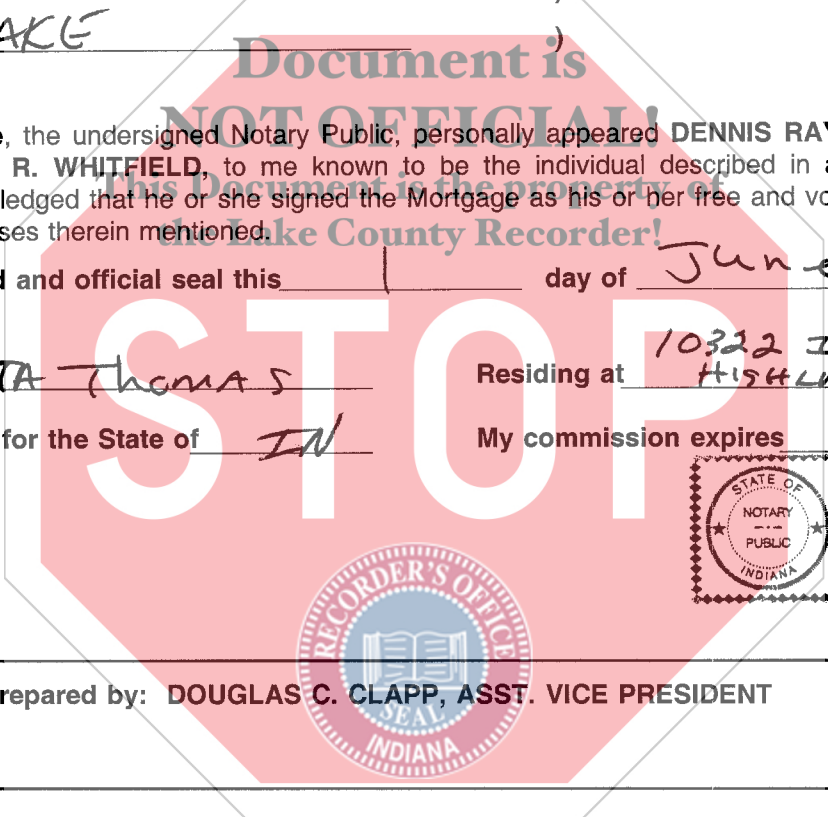 AKE )
Document is
NOT OFFICIAL!
, the undersigned Notary Public, personally appeared DENNIS RAY
R. WHITFIELD, to me known to be the individual described in a
This Document is the property of
ledged that he or she signed the Mortgage as his or her free and vo
ses therein mentioned.
the Lake County Recorder!
d and official seal this 1 day of June
STOP
TA Thomas Residing at 10322 I
HIGHL
for the State of IN My commission expires
STATE OF
NOTARY
PUBLIC
INDIANA
RECORDER'S OFFICE
SEAL
INDIANA
repared by: DOUGLAS C. CLAPP, ASST. VICE PRESIDENT